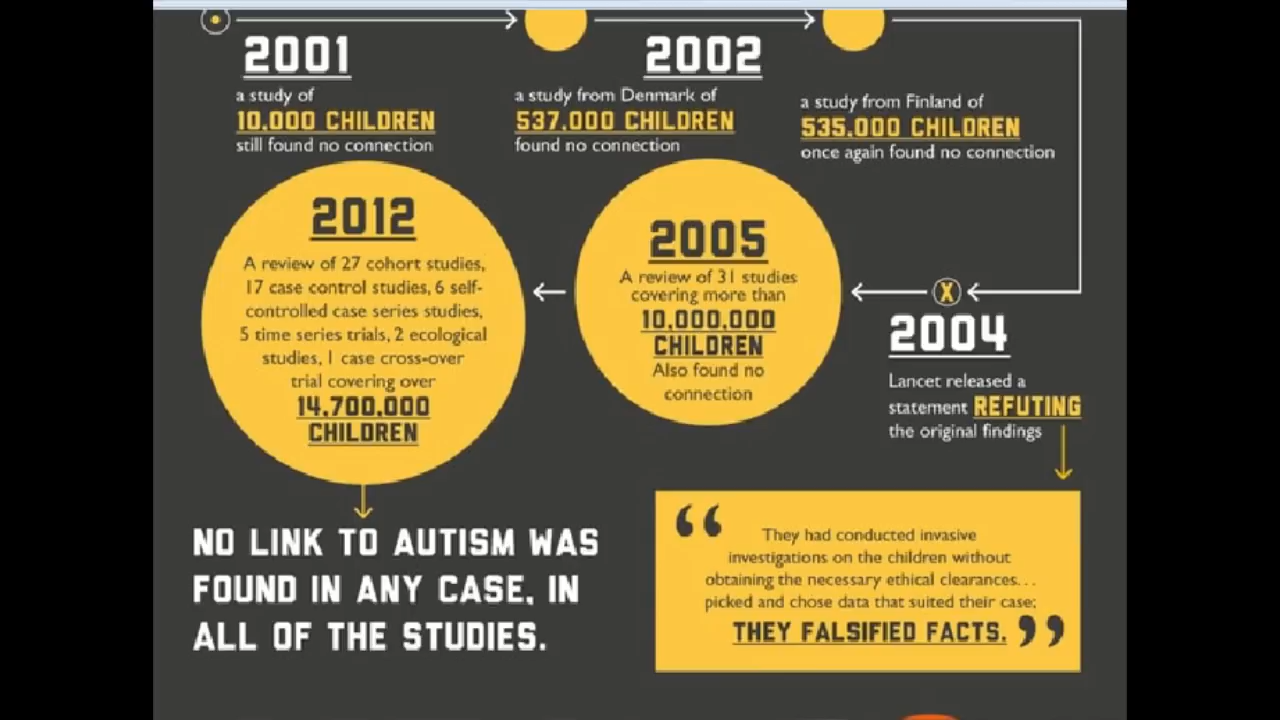 2001
a study of
10,000 CHILDREN
still found no connection
2002
a study from Denmark of
537,000 CHILDREN
found no connection
a study from Finland of
535,000 CHILDREN
once again found no connection
X
2004
Lancet released a
statement REFUTING
the original findings
“
They had conducted invasive
investigations on the children without
obtaining the necessary ethical clearances...
picked and chose data that suited their case;
THEY FALSIFIED FACTS. ”
2005
A review of 31 studies
covering more than
10,000,000
CHILDREN
Also found no
connection
2012
A review of 27 cohort studies,
17 case control studies, 6 self-
controlled case series studies,
5 time series trials, 2 ecological
studies, 1 case cross-over
trial covering over
14,700,000
CHILDREN
NO LINK TO AUTISM WAS
FOUND IN ANY CASE, IN
ALL OF THE STUDIES.